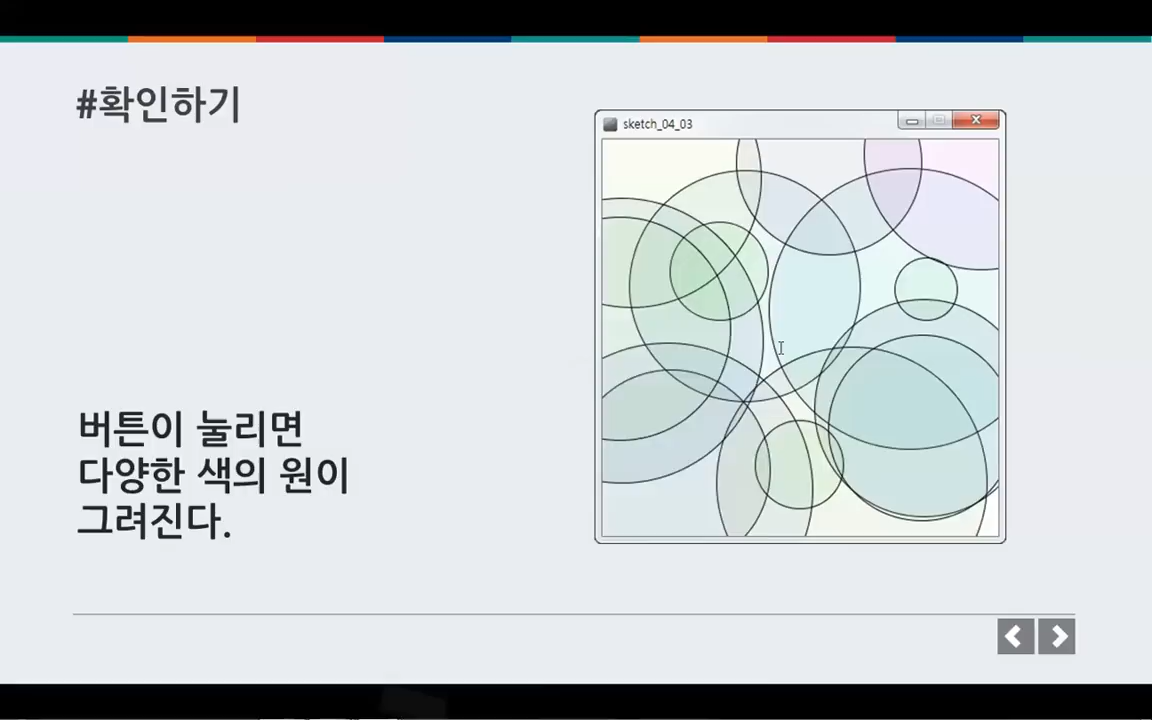 #확인하기
sketch_04_03
버튼이 눌리면
다양한 색의 원이
그려진다.